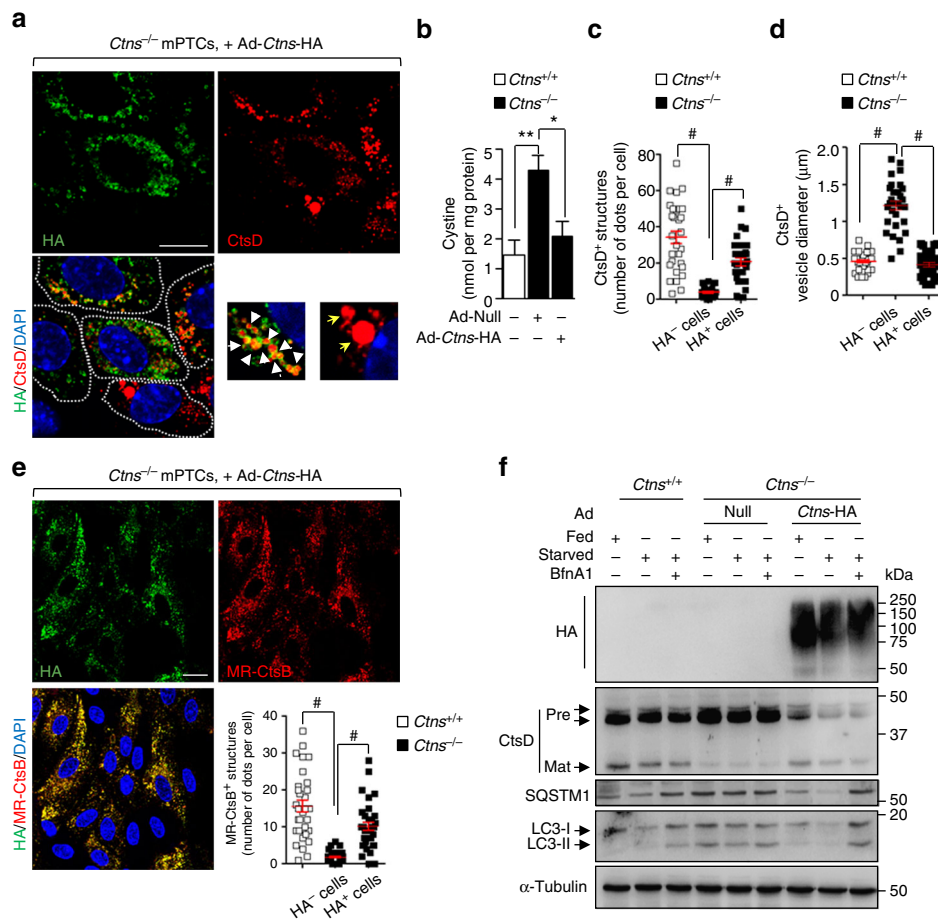 a
Ctns–/– mPTCs, + Ad-Ctns-HA
HA
CtsD
HA/CtsD/DAPI
b
Ctns+/+
Ctns–/–
**
*
Cystine
(nmol per mg protein)
6
5
4
3
2
1
0
Ad-Null – + –
Ad-Ctns-HA – – +
c
Ctns+/+
Ctns–/–
#
#
CtsD+ structures
(number of dots per cell)
80
60
40
20
0
HA– cells
HA+ cells
d
Ctns+/+
Ctns–/–
#
#
CtsD+
vesicle diameter (μm)
2.0
1.5
1.0
0.5
0
HA– cells
HA+ cells
e
Ctns–/– mPTCs, + Ad-Ctns-HA
HA
MR-CtsB
HA/MR-CtsB/DAPI
Ctns+/+
Ctns–/–
#
#
MR-CtsB+ structures
(number of dots per cell)
40
30
20
10
0
HA– cells
HA+ cells
f
Ctns+/+ Ctns–/–
Ad Null Ctns-HA
Fed + – – + – – + – –
Starved – + + – + + – + +
BfnA1 – – + – – + – – +
kDa
HA
250
150
100
75
50
CtsD
Pre
Mat
50
37
SQSTM1
50
LC3-I
LC3-II
20
α-Tubulin
50